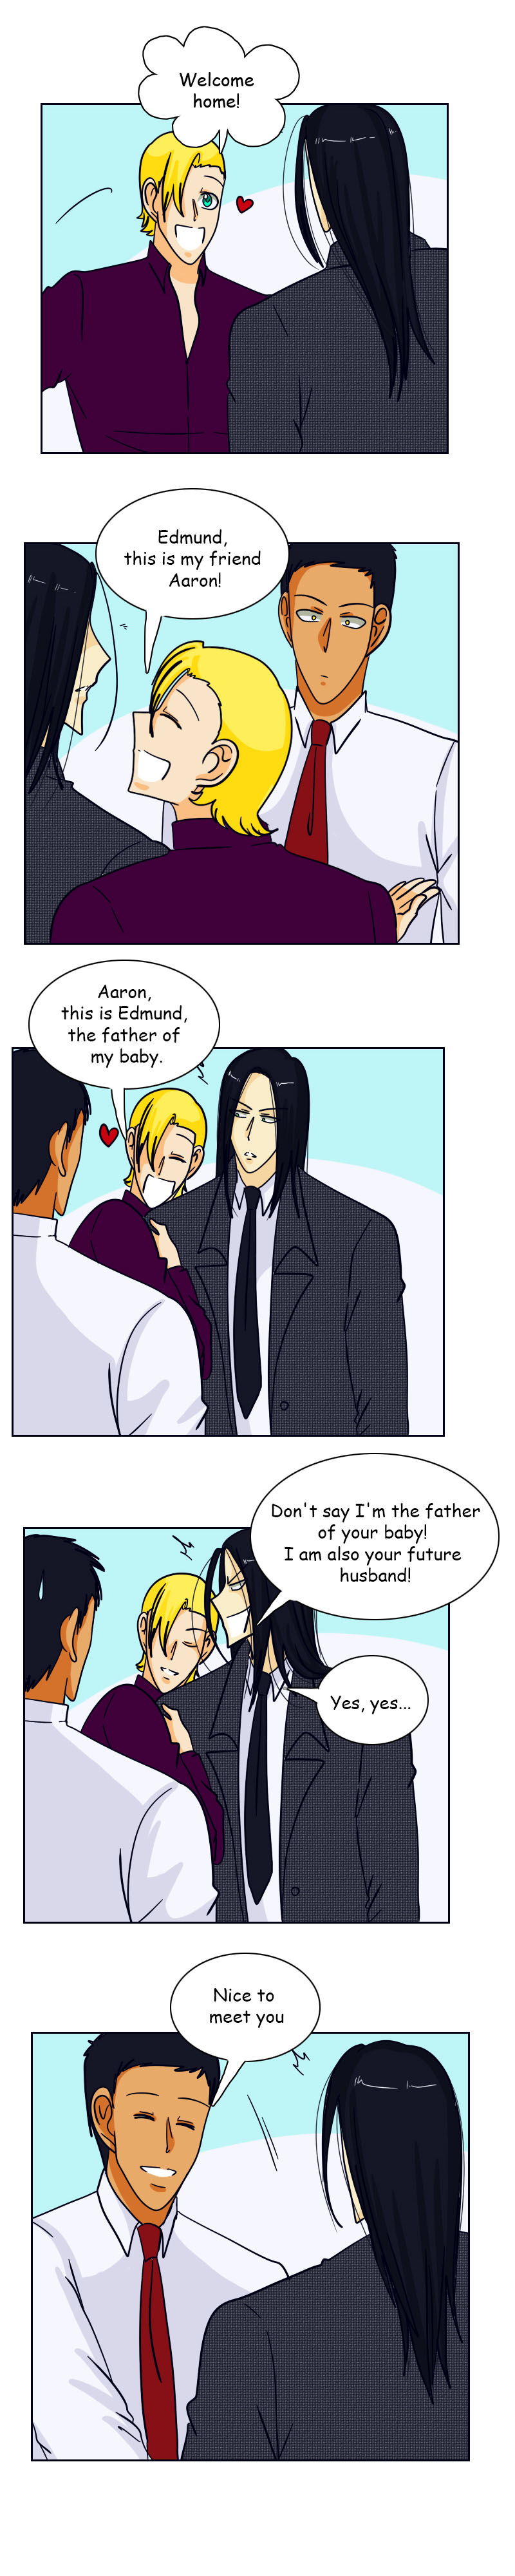 Welcome
home!
Edmund,
this is my friend
Aaron!
Aaron,
this is Edmund,
the father of
my baby.
Don't say I'm the father
of your baby!
I am also your future
husband!
Yes, yes...
Nice to
meet you